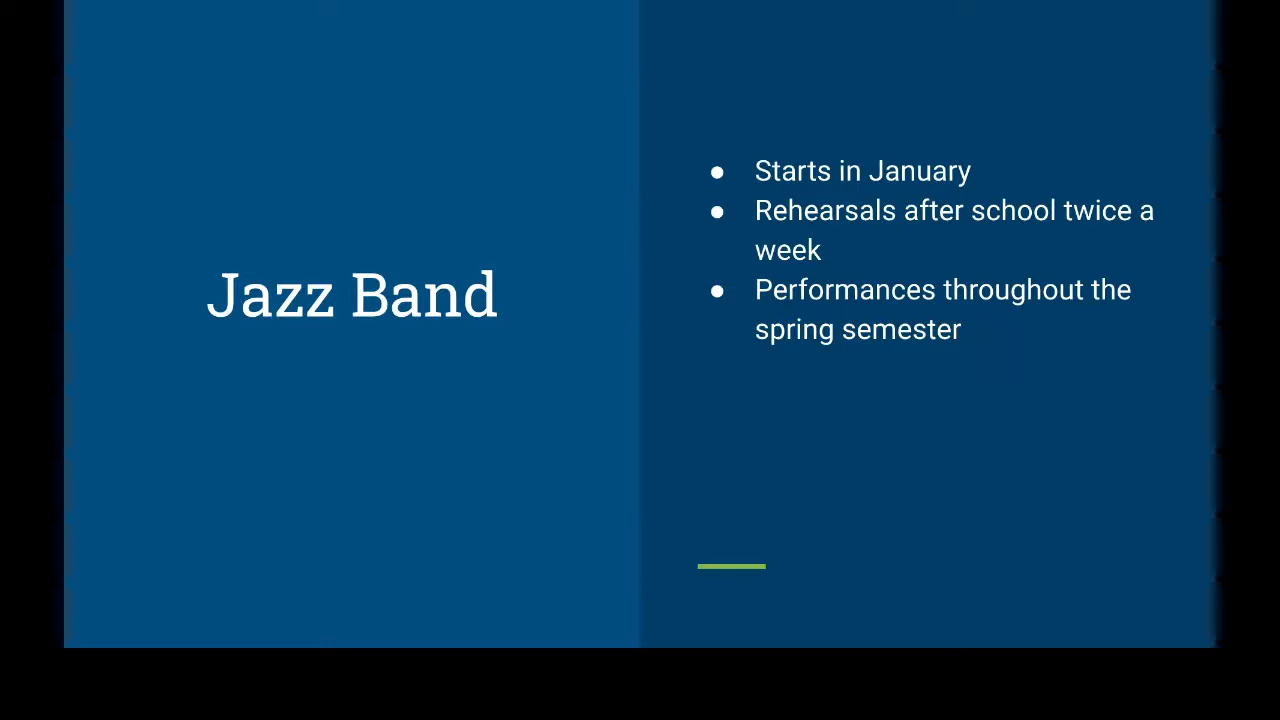 Jazz Band
● Starts in January
● Rehearsals after school twice a
week
● Performances throughout the
spring semester